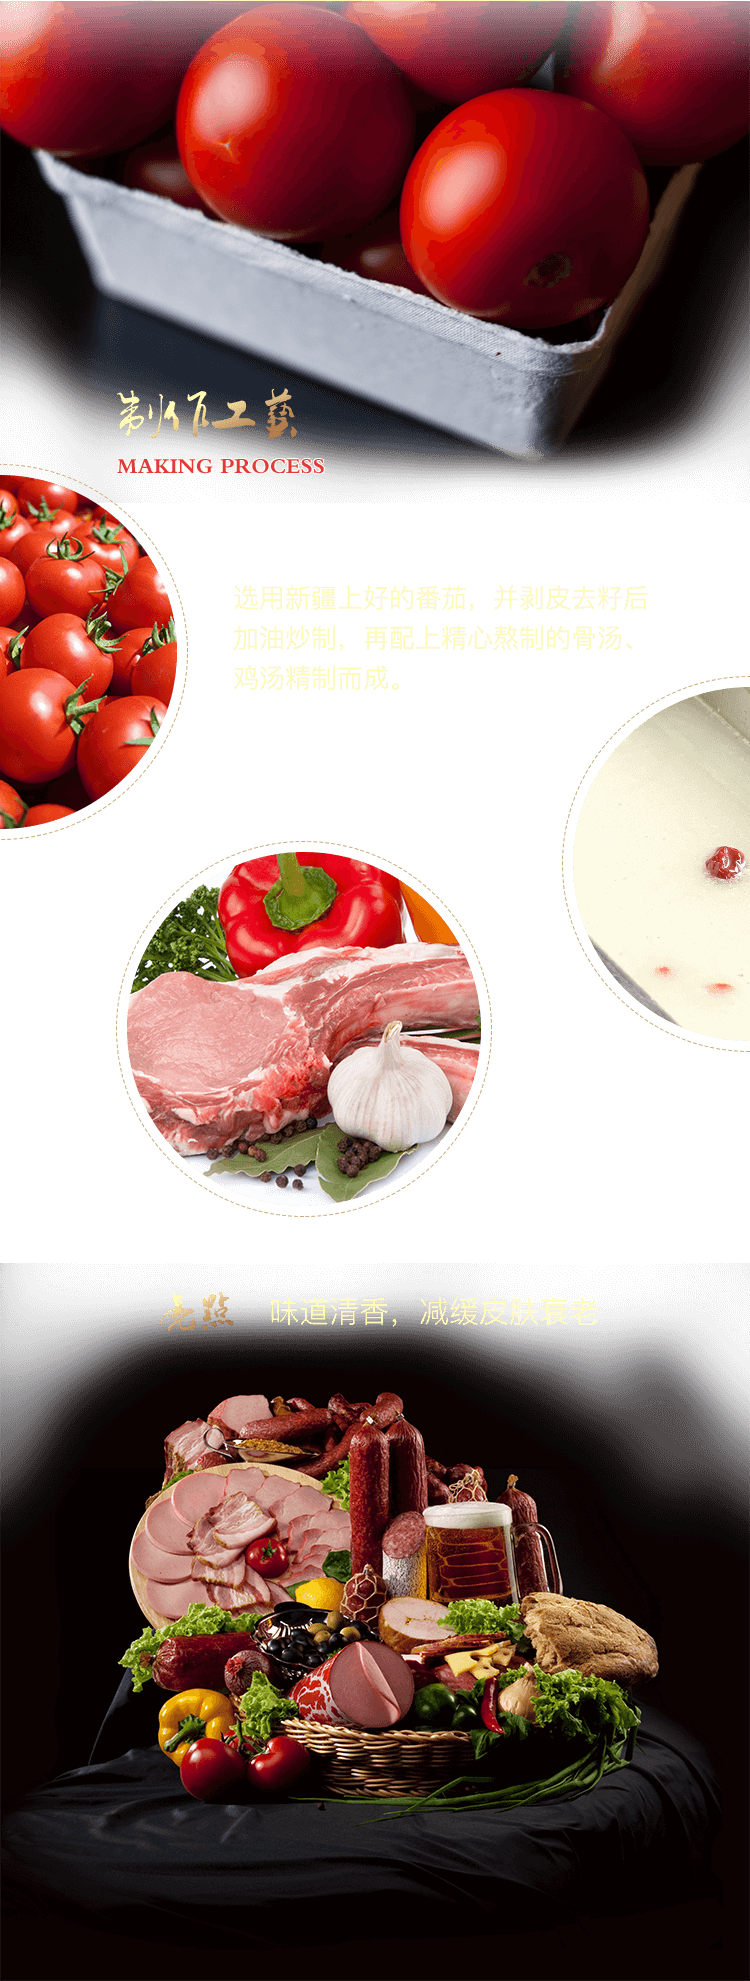 制作工艺
MAKING PROCESS
选用新疆上好的番茄，并剥皮去籽后
加油炒制，再配上精心熬制的骨汤、
鸡汤精制而成。
亮點 味道清香，减缓皮肤衰老